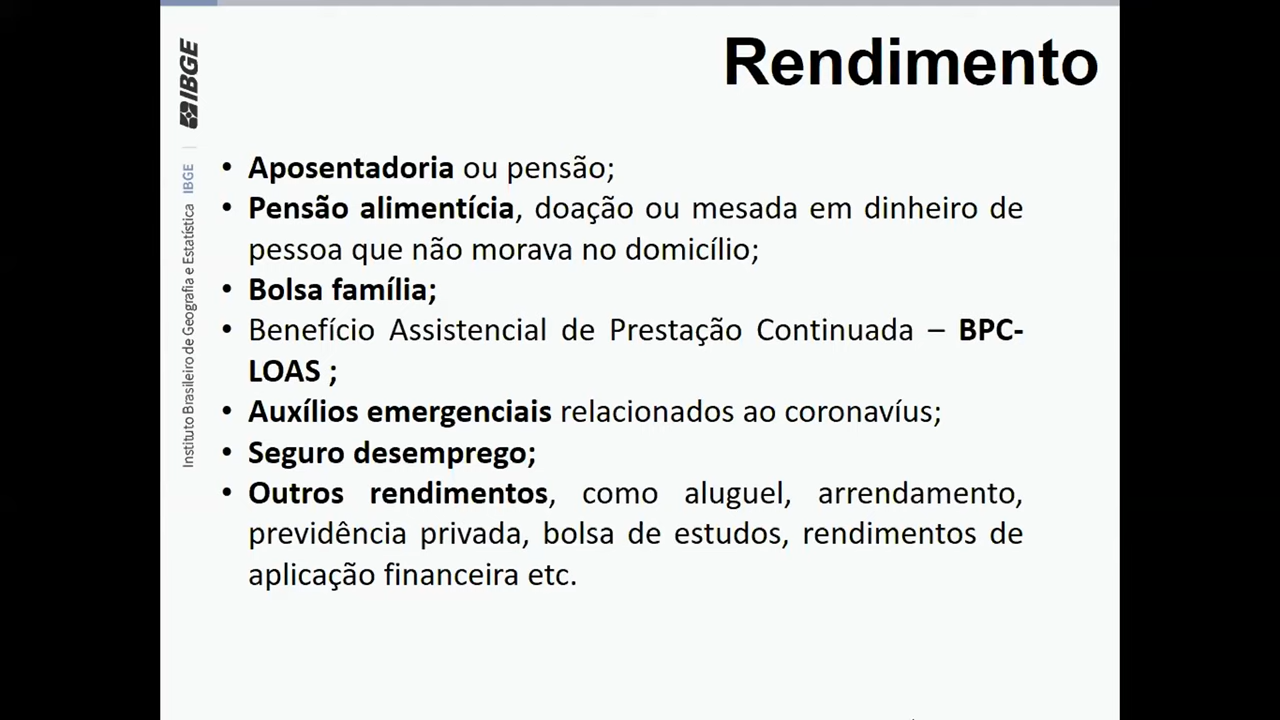 Rendimento
IBGE
Instituto Brasileiro de Geografia e Estatística IBGE
• Aposentadoria ou pensão;
• Pensão alimentícia, doação ou mesada em dinheiro de
pessoa que não morava no domicílio;
• Bolsa família;
• Benefício Assistencial de Prestação Continuada – BPC-
LOAS ;
• Auxílios emergenciais relacionados ao coronavíus;
• Seguro desemprego;
• Outros rendimentos, como aluguel, arrendamento,
previdência privada, bolsa de estudos, rendimentos de
aplicação financeira etc.